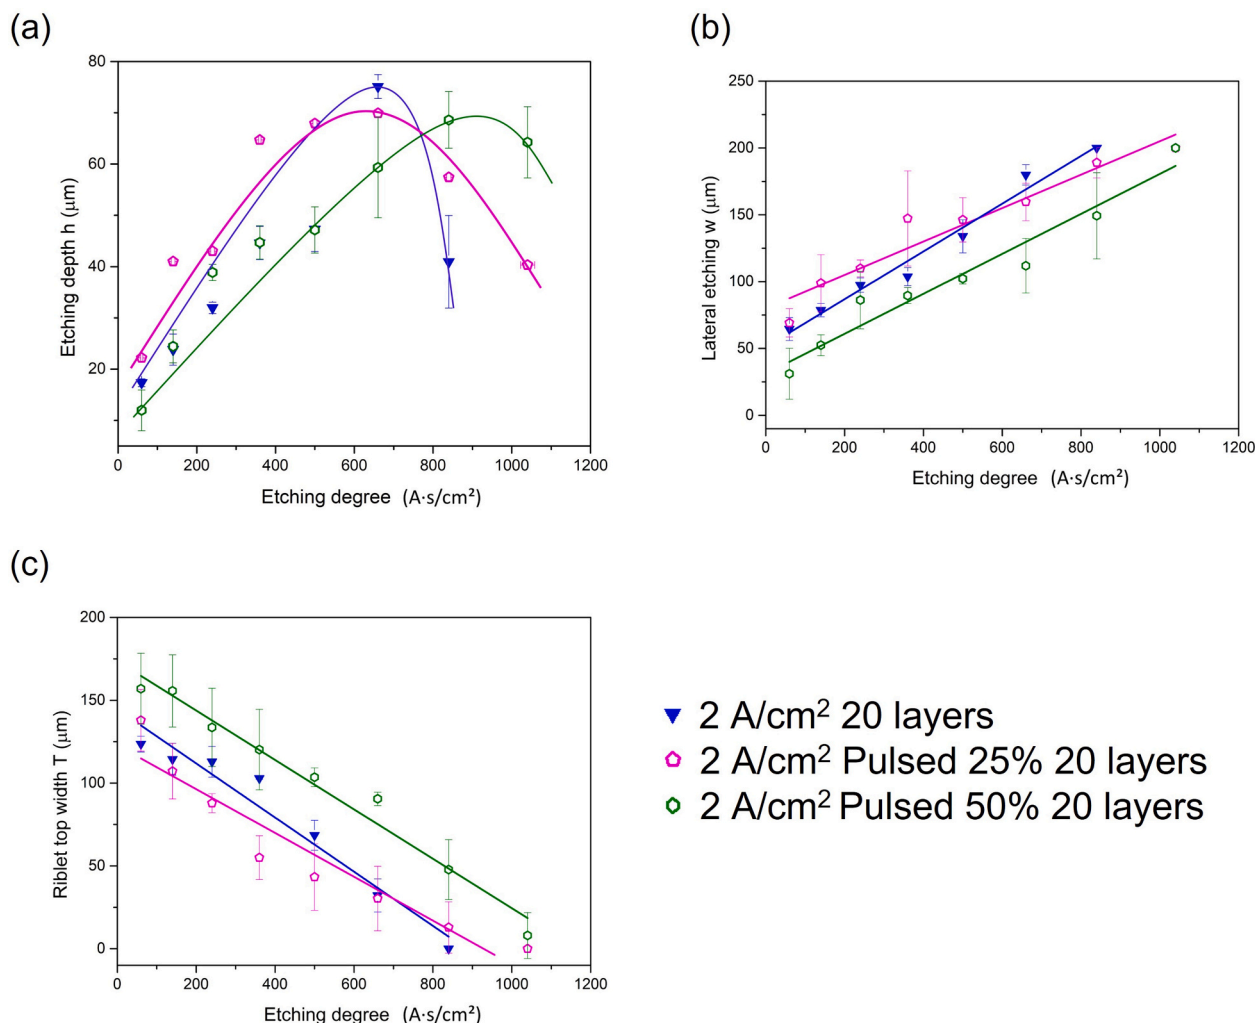 (a)
80
60
40
20
Etching depth h (μm)
0 200 400 600 800 1000 1200
Etching degree (A·s/cm²)
(b)
250
200
150
100
50
0
Lateral etching w (μm)
0 200 400 600 800 1000 1200
Etching degree (A·s/cm²)
(c)
200
150
100
50
0
Riblet top width T (μm)
0 200 400 600 800 1000 1200
Etching degree (A·s/cm²)
2 A/cm² 20 layers
2 A/cm² Pulsed 25% 20 layers
2 A/cm² Pulsed 50% 20 layers